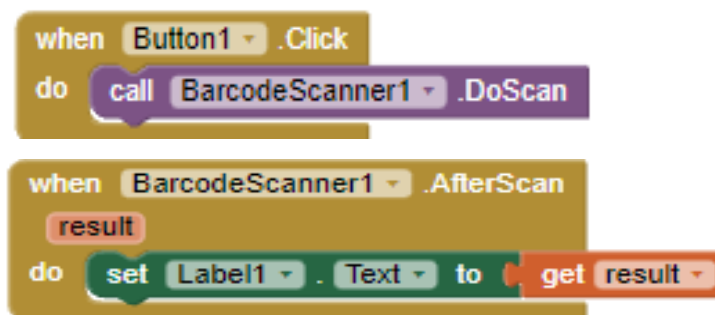 when Button1 .Click
do call BarcodeScanner1 .DoScan
when BarcodeScanner1 .AfterScan
result
do set Label1 . Text to get result